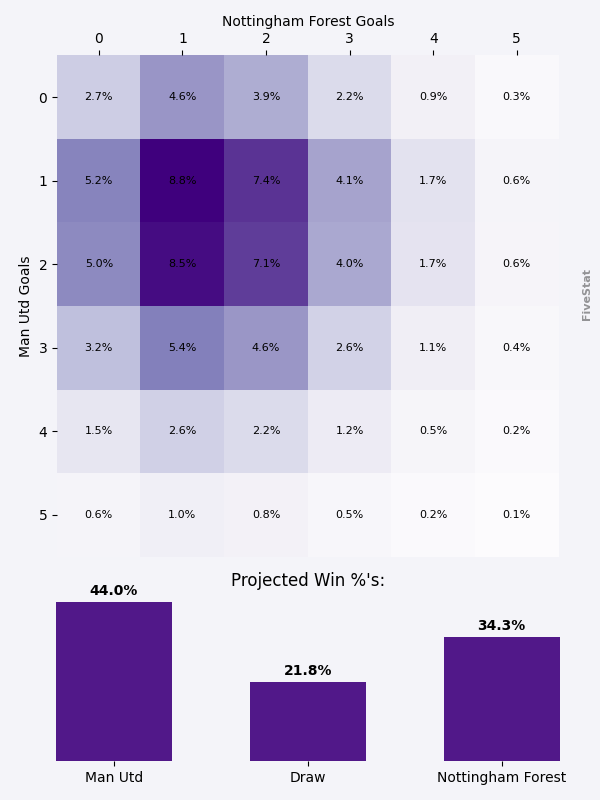 Nottingham Forest Goals
0 1 2 3 4 5
0 2.7% 4.6% 3.9% 2.2% 0.9% 0.3%
1 5.2% 8.8% 7.4% 4.1% 1.7% 0.6%
2 5.0% 8.5% 7.1% 4.0% 1.7% 0.6%
3 3.2% 5.4% 4.6% 2.6% 1.1% 0.4%
4 1.5% 2.6% 2.2% 1.2% 0.5% 0.2%
5 0.6% 1.0% 0.8% 0.5% 0.2% 0.1%
Man Utd Goals
FiveStat
Projected Win %'s:
44.0% 21.8% 34.3%
Man Utd Draw Nottingham Forest